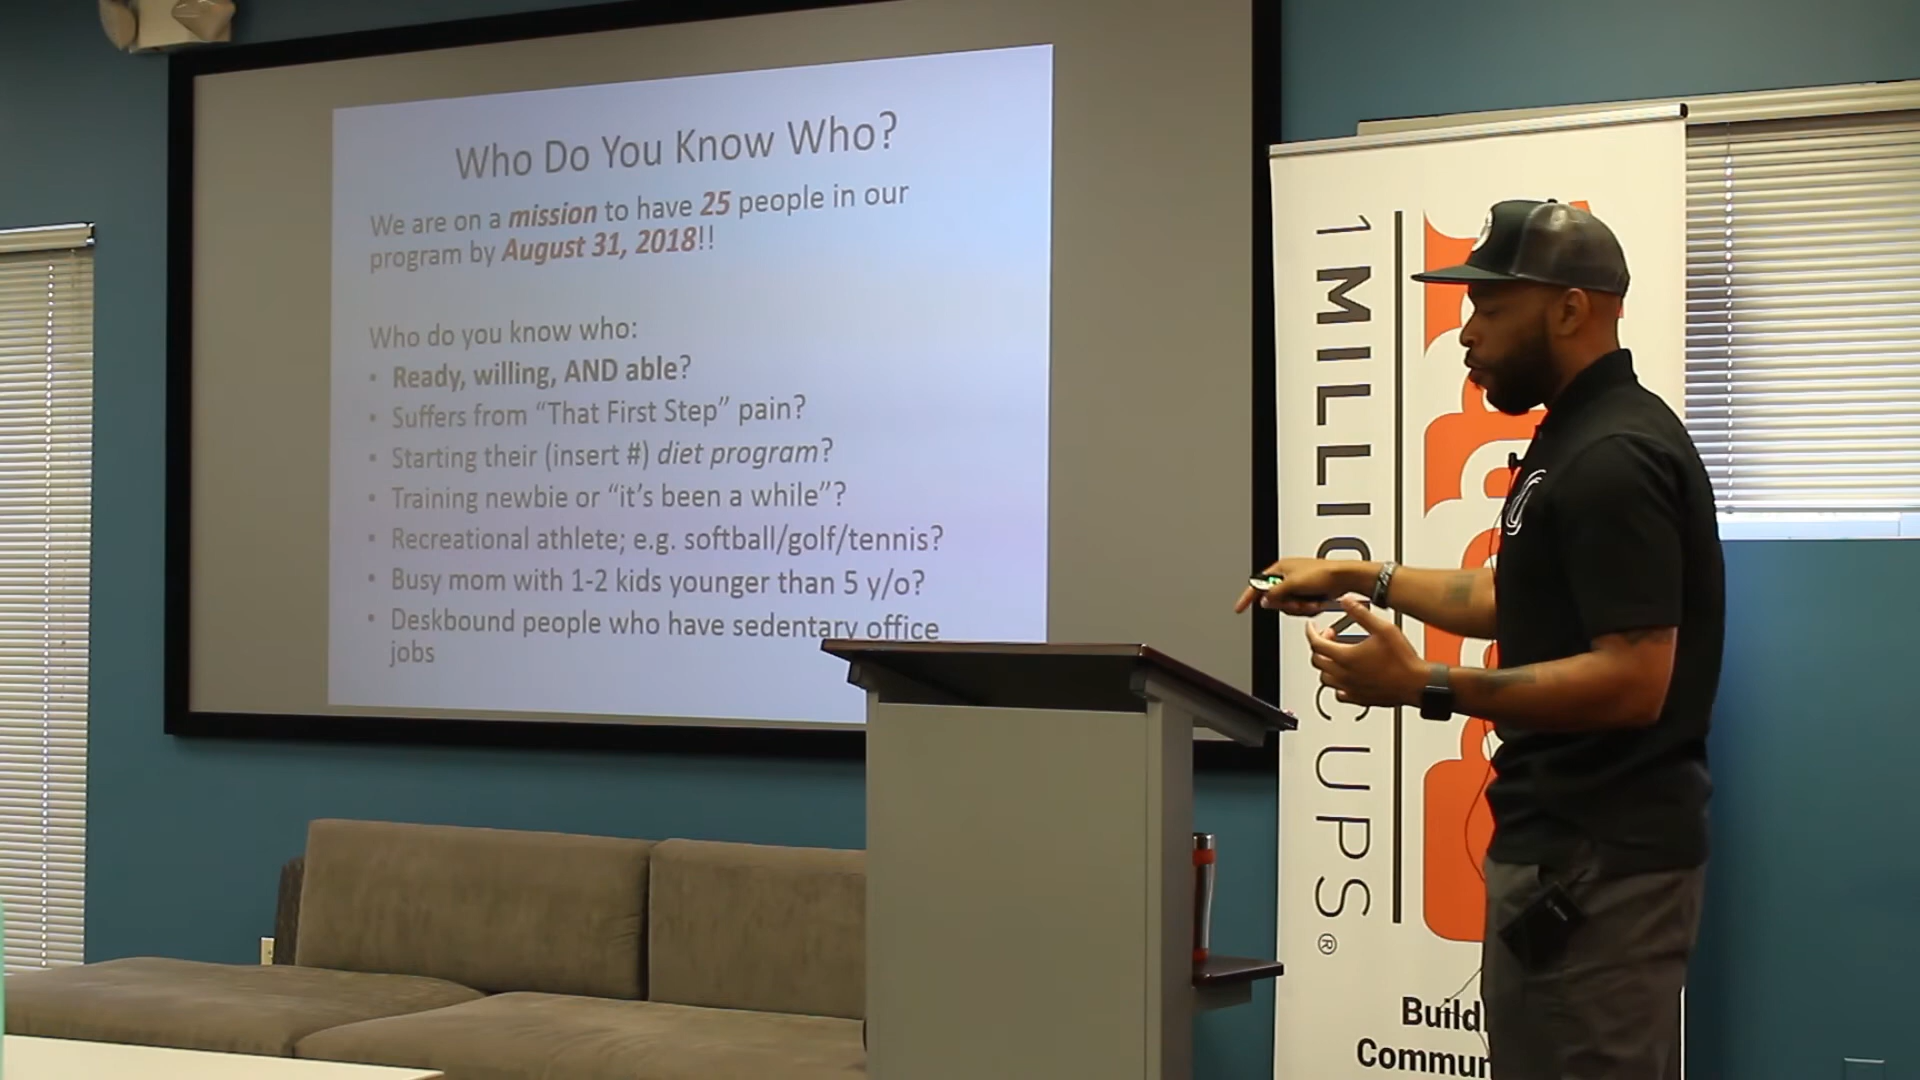 Who Do You Know Who?
We are on a mission to have 25 people in our
program by August 31, 2018!!
Who do you know who:
• Ready, willing, AND able?
• Suffers from “That First Step” pain?
• Starting their (insert #) diet program?
• Training newbie or “it’s been a while”?
• Recreational athlete; e.g. softball/golf/tennis?
• Busy mom with 1-2 kids younger than 5 y/o?
• Deskbound people who have sedentary office
jobs
1 MILLION CUPS®